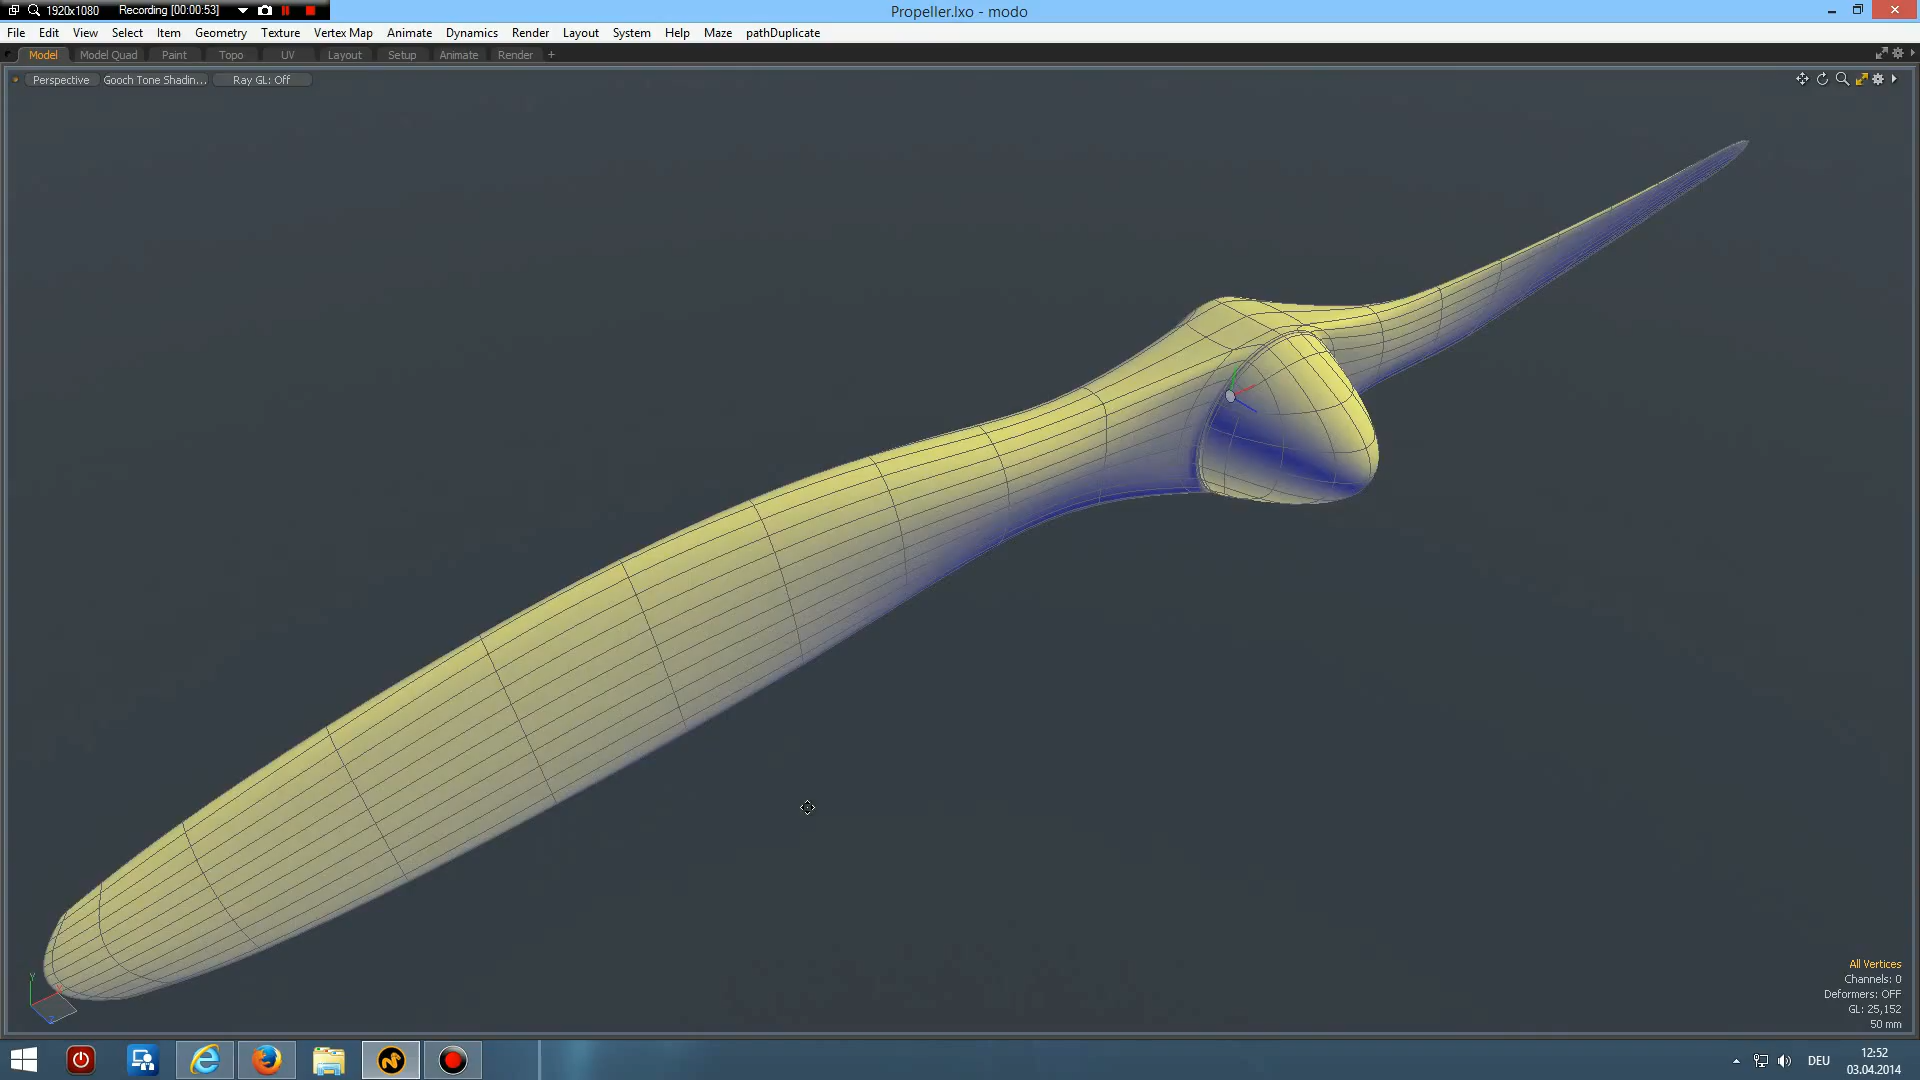 1920x1080 Recording [00:00:53]
Propeller.lxo - modo
File Edit View Select Item Geometry Texture Vertex Map Animate Dynamics Render Layout System Help Maze pathDuplicate
Model Model Quad Paint Topo UV Layout Setup Animate Render +
Perspective Gooch Tone Shadin... Ray GL: Off
All Vertices
Channels: 0
Deformers: OFF
GL: 25,152
50 mm
Y
X
Z
DEU
12:52
03.04.2014